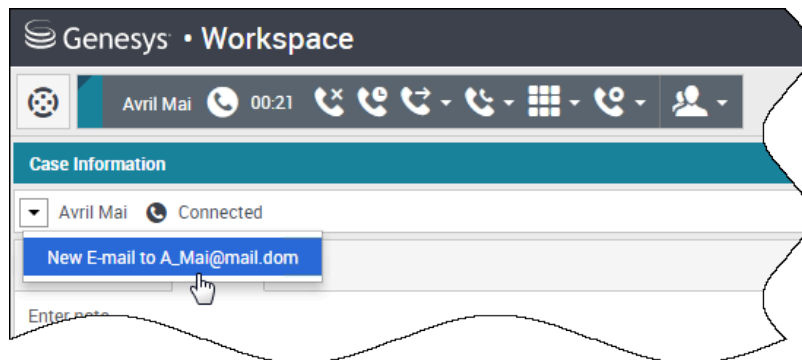 Genesys • Workspace
Avril Mai 00:21
Case Information
Avril Mai Connected
New E-mail to A_Mai@mail.dom
Enter note